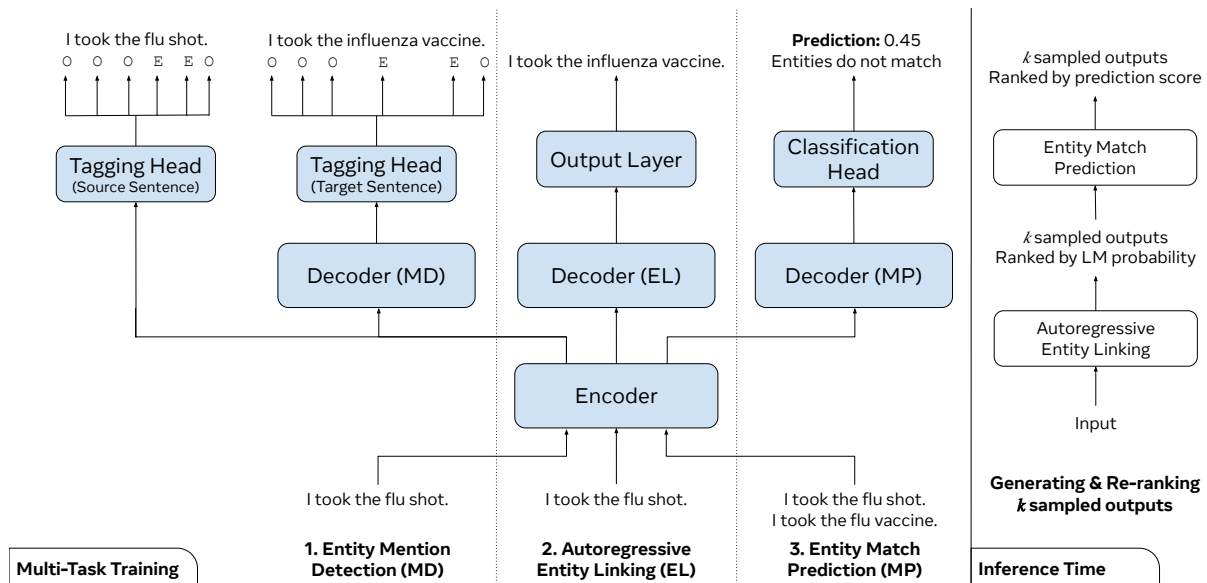 I took the flu shot.
O O O E E O
Tagging Head
(Source Sentence)
I took the influenza vaccine.
O O O E E O
Tagging Head
(Target Sentence)
Decoder (MD)
I took the influenza vaccine.
Output Layer
Decoder (EL)
Prediction: 0.45
Entities do not match
Classification
Head
Decoder (MP)
Encoder
I took the flu shot.
I took the flu shot.
I took the flu shot.
I took the flu vaccine.
1. Entity Mention
Detection (MD)
2. Autoregressive
Entity Linking (EL)
3. Entity Match
Prediction (MP)
Multi-Task Training
k sampled outputs
Ranked by prediction score
Entity Match
Prediction
k sampled outputs
Ranked by LM probability
Autoregressive
Entity Linking
Input
Generating & Re-ranking
k sampled outputs
Inference Time